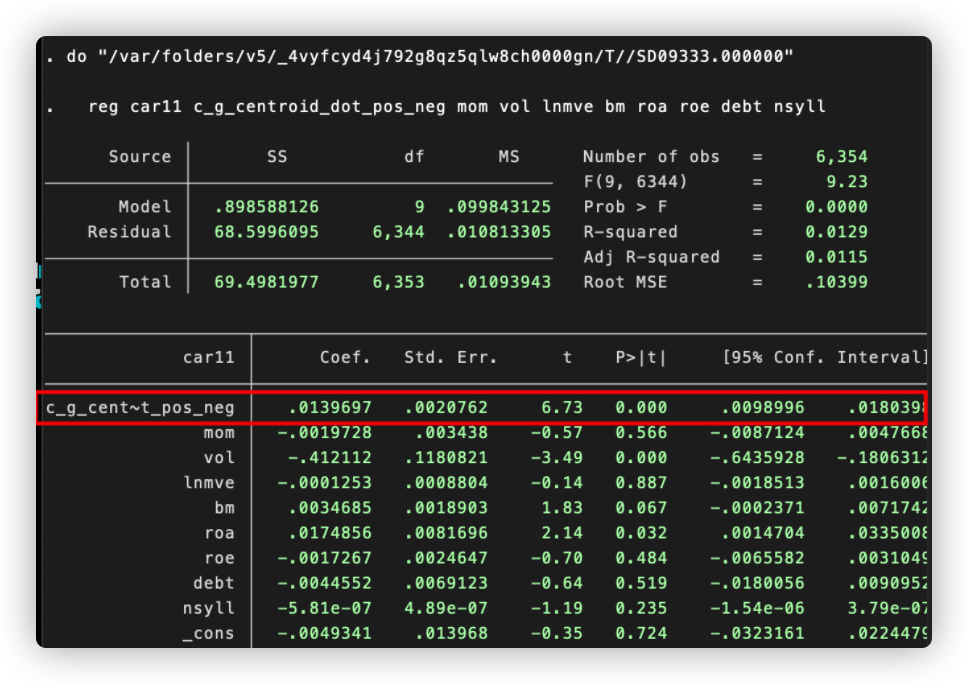 . do "/var/folders/v5/_4vyfcyd4j792g8qz5qlw8ch0000gn/T//SD09333.000000"
. reg car11 c_g_centroid_dot_pos_neg mom vol lnmve bm roa roe debt nsyll
Source SS df MS Number of obs = 6,354
F(9, 6344) = 9.23
Model .898588126 9 .099843125 Prob > F = 0.0000
Residual 68.5996095 6,344 .010813305 R-squared = 0.0129
Adj R-squared = 0.0115
Total 69.4981977 6,353 .01093943 Root MSE = .10399
car11 Coef. Std. Err. t P>|t| [95% Conf. Interval]
c_g_cent~t_pos_neg .0139697 .0020762 6.73 0.000 .0098996 .0180398
mom -.0019728 .003438 -0.57 0.566 -.0087124 .0047668
vol -.412112 .1180821 -3.49 0.000 -.6435928 -.1806312
lnmve -.0001253 .0008804 -0.14 0.887 -.0018513 .0016006
bm .0034685 .0018903 1.83 0.067 -.0002371 .0071742
roa .0174856 .0081696 2.14 0.032 .0014704 .0335008
roe -.0017267 .0024647 -0.70 0.484 -.0065582 .0031049
debt -.0044552 .0069123 -0.64 0.519 -.0180056 .0090952
nsyll -5.81e-07 4.89e-07 -1.19 0.235 -1.54e-06 3.79e-07
_cons -.0049341 .013968 -0.35 0.724 -.0323161 .0224479